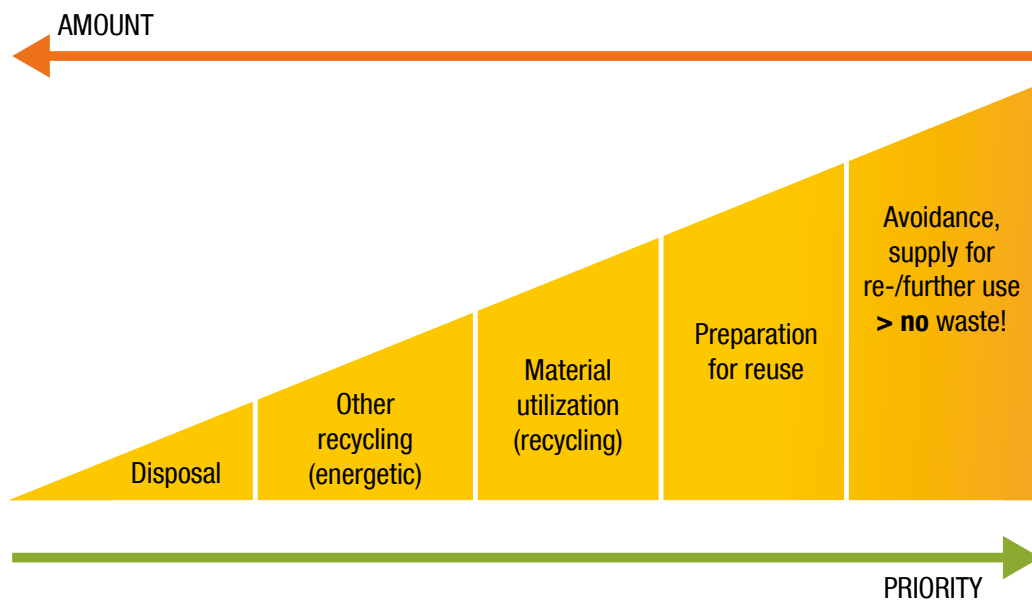 AMOUNT
Disposal
Other
recycling
(energetic)
Material
utilization
(recycling)
Preparation
for reuse
Avoidance,
supply for
re-/further use
> no waste!
PRIORITY